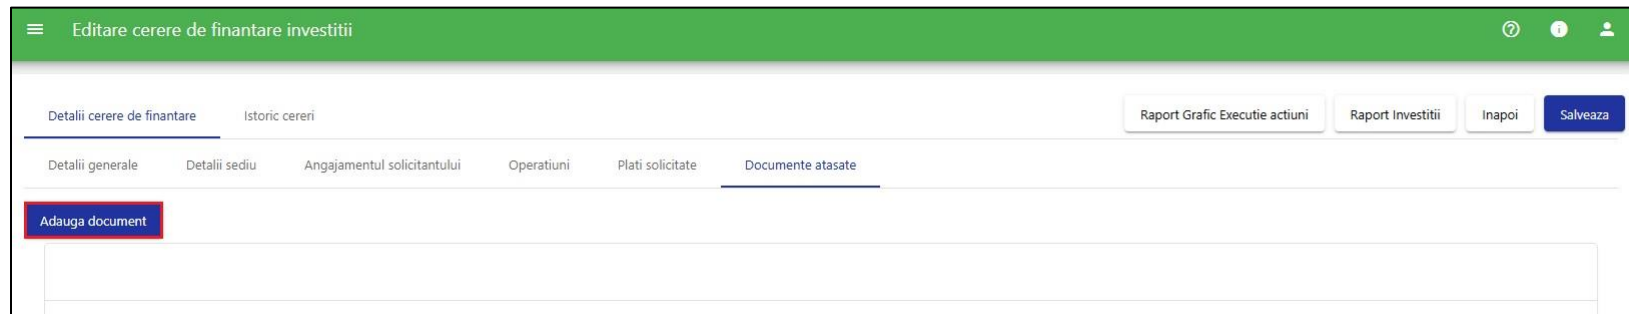 Editare cerere de finantare investitii
Detalii cerere de finantare Istoric cereri Raport Grafic Executie actiuni Raport Investitii Inapoi Salveaza
Detalii generale Detalii sediu Angajamentul solicitantului Operatiuni Plati solicitate Documente atasate
Adauga document